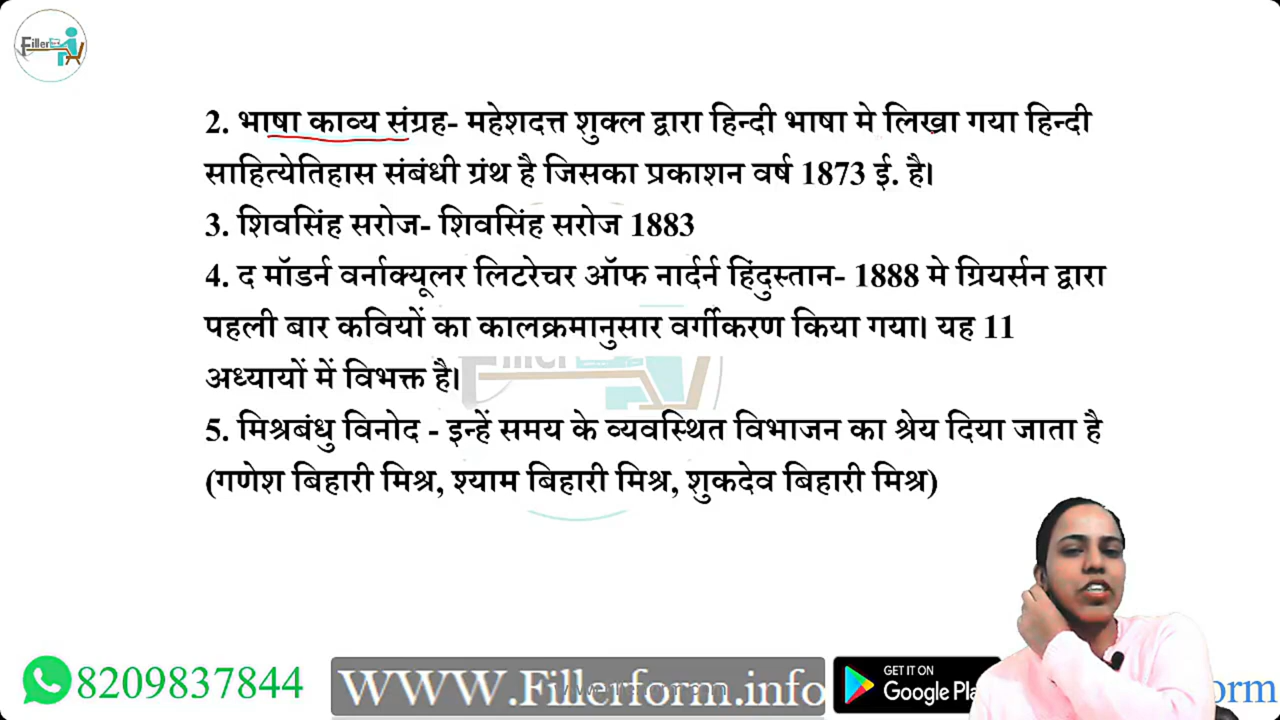 Filler
2. भाषा काव्य संग्रह- महेशदत्त शुक्ल द्वारा हिन्दी भाषा मे लिखा गया हिन्दी
साहित्येतिहास संबंधी ग्रंथ है जिसका प्रकाशन वर्ष 1873 ई. है।
3. शिवसिंह सरोज- शिवसिंह सरोज 1883
4. द मॉडर्न वर्नाक्यूलर लिटरेचर ऑफ नार्दर्न हिंदुस्तान- 1888 मे ग्रियर्सन द्वारा
पहली बार कवियों का कालक्रमानुसार वर्गीकरण किया गया। यह 11
अध्यायों में विभक्त है।
5. मिश्रबंधु विनोद - इन्हें समय के व्यवस्थित विभाजन का श्रेय दिया जाता है
(गणेश बिहारी मिश्र, श्याम बिहारी मिश्र, शुकदेव बिहारी मिश्र)
8209837844
WWW.Fillerform.info
GET IT ON
Google Pla
orm